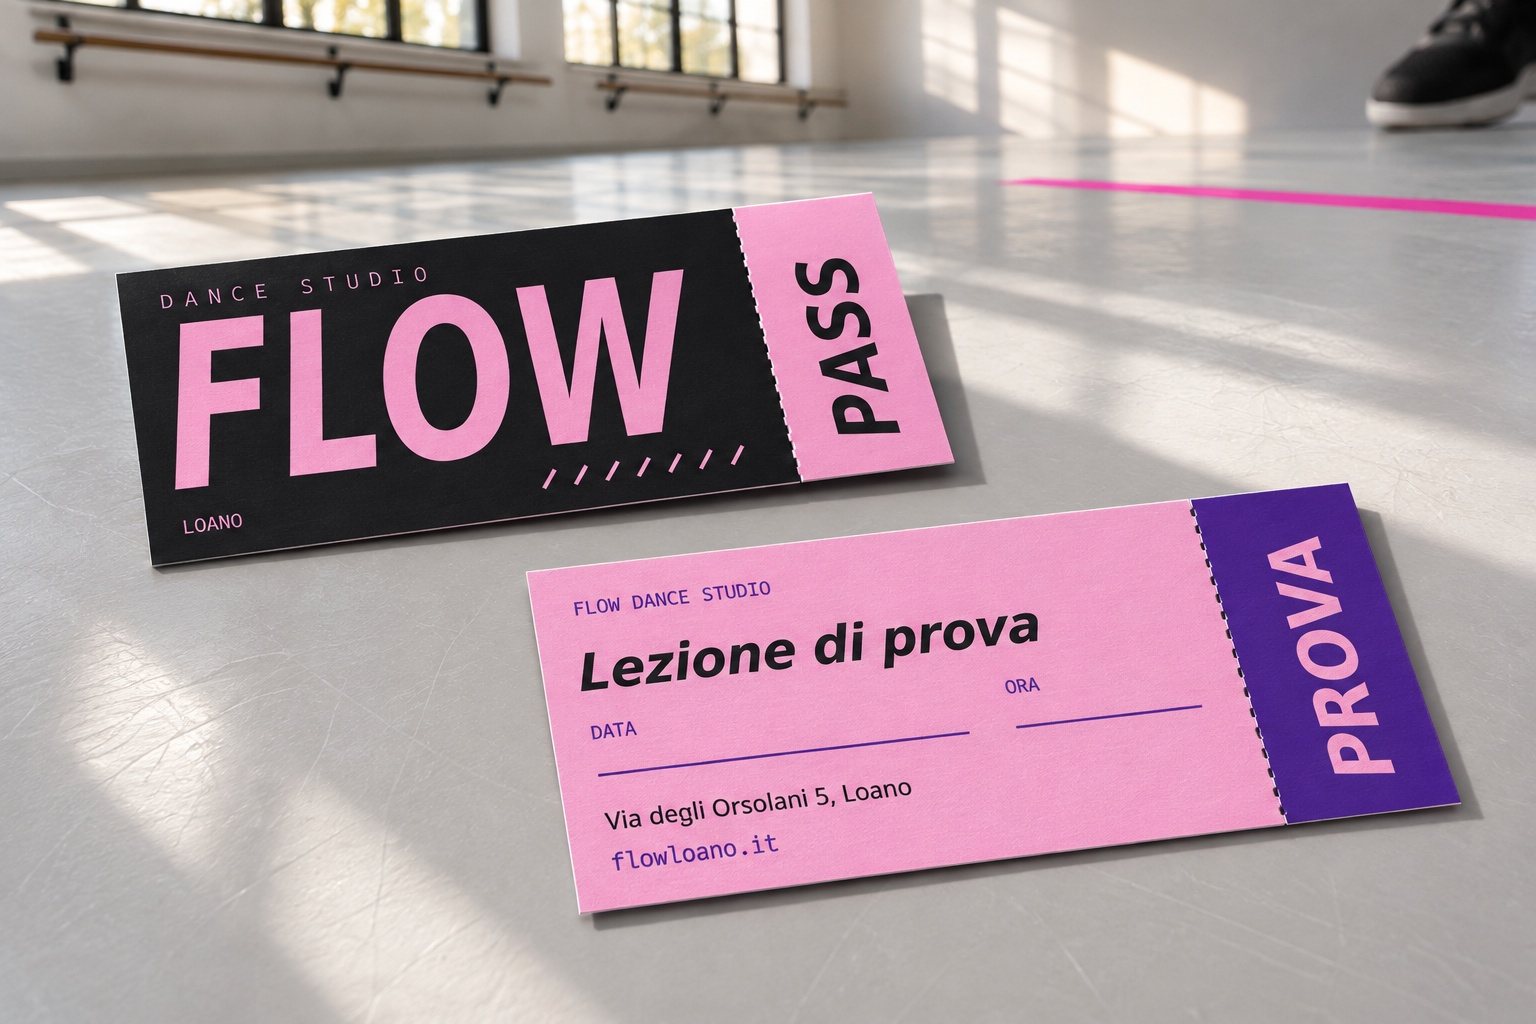 DANCE STUDIO
FLOW
LOANO
PASS
FLOW DANCE STUDIO
Lezione di prova
DATA
ORA
Via degli Orsolani 5, Loano
flowloano.it
PROVA